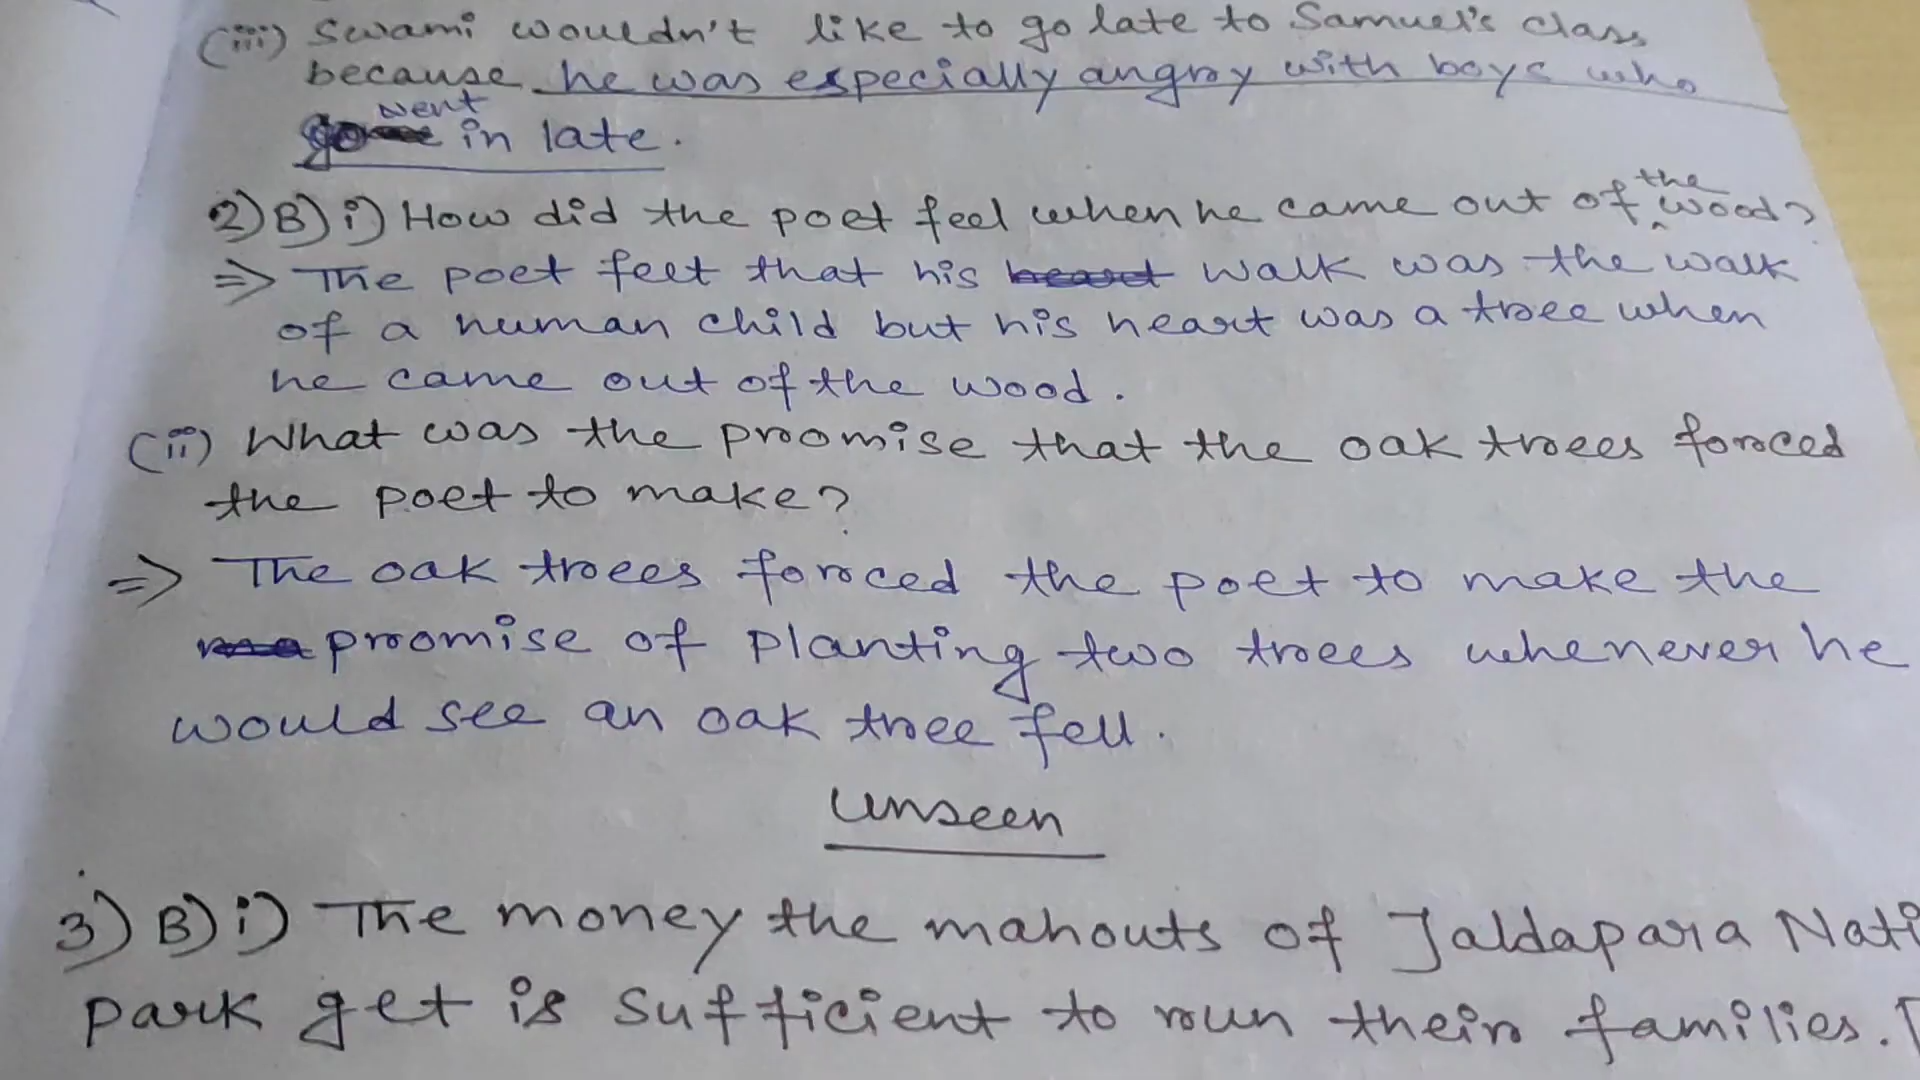 (iii) Swami wouldn't like to go late to Samuel's class
because he was especially angry with boys who
went
in late.
the
2) B) i) How did the poet feel when he came out of wood?
⇒ The poet felt that his heart walk was the walk
of a human child but his heart was a tree when
he came out of the wood.
(ii) What was the promise that the oak trees forced
the poet to make?
⇒ The oak trees forced the poet to make the
promise of planting two trees whenever he
would see an oak tree fell.
Unseen
3) B) i) The money the mahouts of Jaldapara Nati
park get is sufficient to run their families.